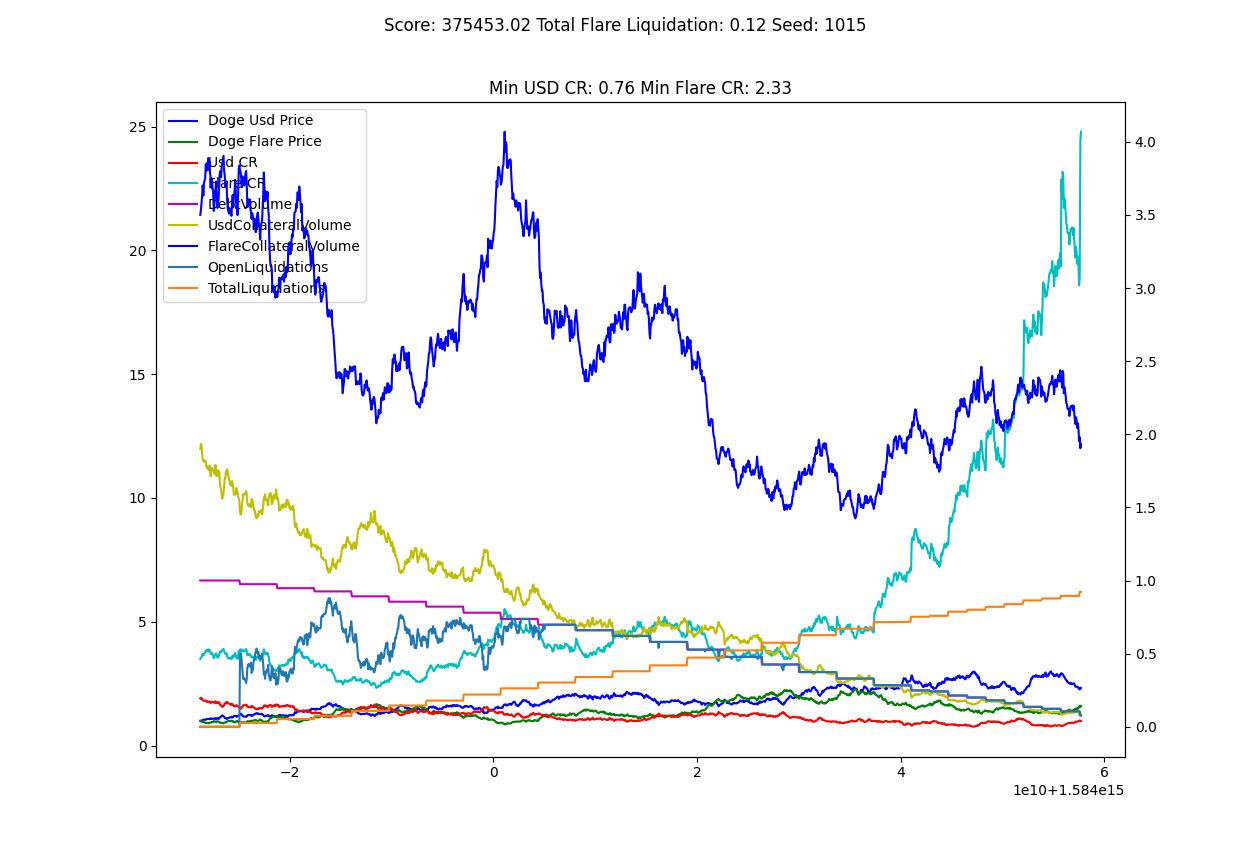 Score: 375453.02 Total Flare Liquidation: 0.12 Seed: 1015
Min USD CR: 0.76 Min Flare CR: 2.33
Doge Usd Price
Doge Flare Price
Usd CR
Flare CR
DebtVolume
UsdCollateralVolume
FlareCollateralVolume
OpenLiquidations
TotalLiquidations
25
20
15
10
5
0
4.0
3.5
3.0
2.5
2.0
1.5
1.0
0.5
0.0
−2
0
2
4
6
1e10+1.584e15